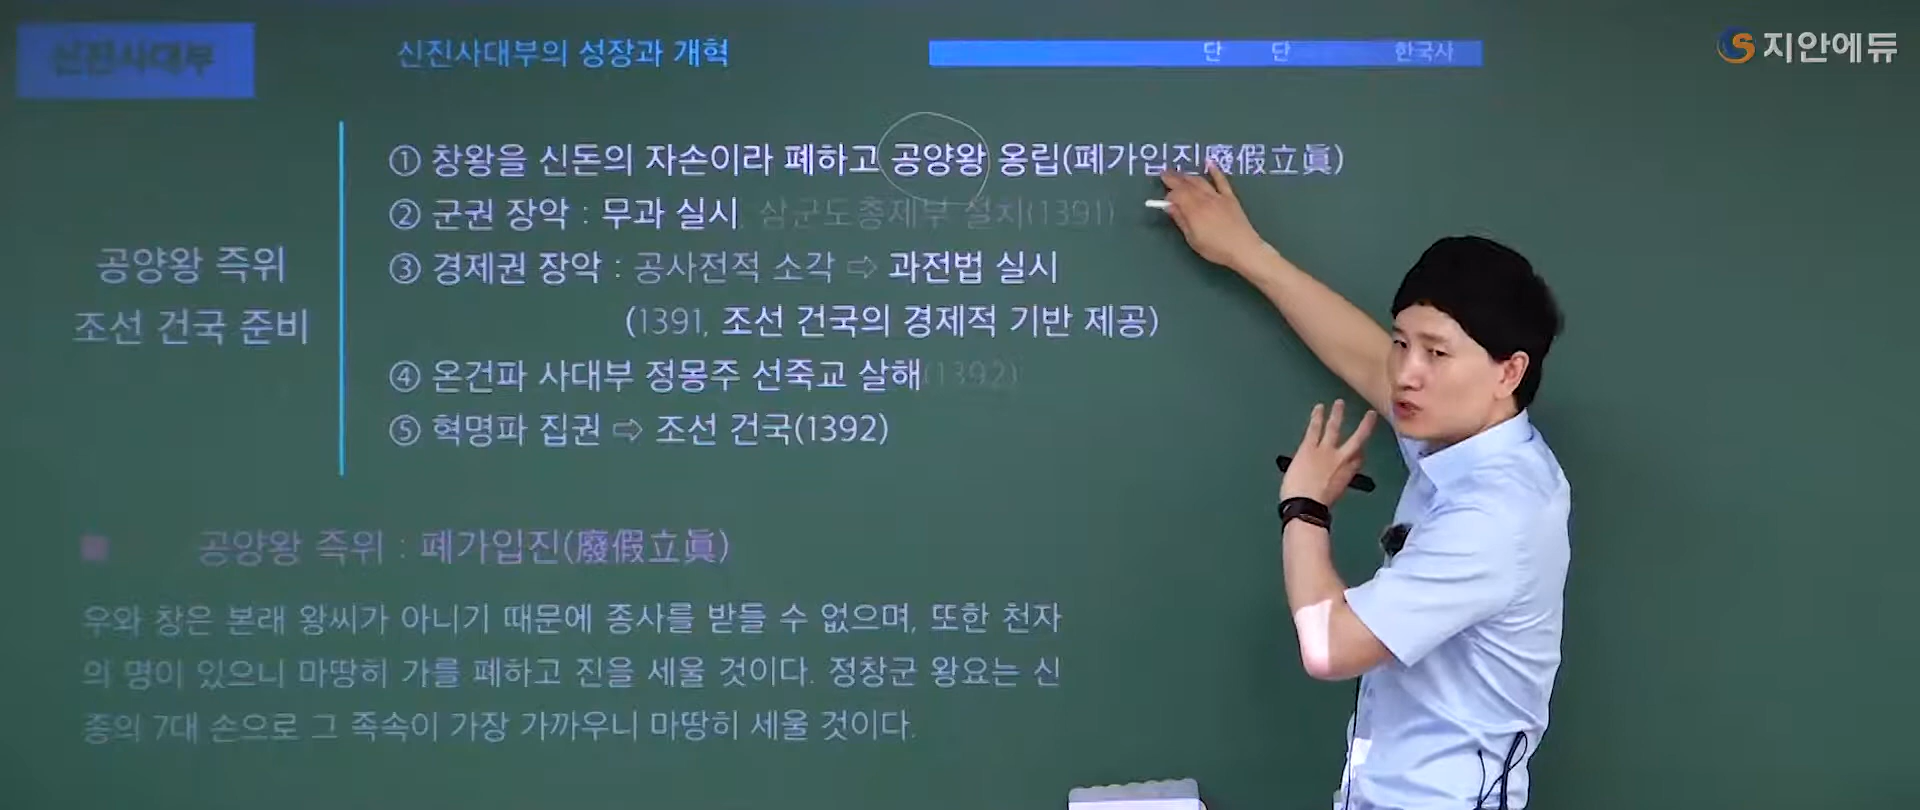 신진사대부
신진사대부의 성장과 개혁
단 단 한국사
지안에듀
① 창왕을 신돈의 자손이라 폐하고 공양왕 옹립(폐가입진廢假立眞)
② 군권 장악 : 무과 실시, 삼군도총제부 설치(1391)
공양왕 즉위
조선 건국 준비
③ 경제권 장악 : 공사전적 소각 ⇨ 과전법 실시
(1391, 조선 건국의 경제적 기반 제공)
④ 온건파 사대부 정몽주 선죽교 살해(1392)
⑤ 혁명파 집권 ⇨ 조선 건국(1392)
■ 공양왕 즉위 : 폐가입진(廢假立眞)
우와 창은 본래 왕씨가 아니기 때문에 종사를 받들 수 없으며, 또한 천자
의 명이 있으니 마땅히 가를 폐하고 진을 세울 것이다. 정창군 왕요는 신
종의 7대 손으로 그 족속이 가장 가까우니 마땅히 세울 것이다.